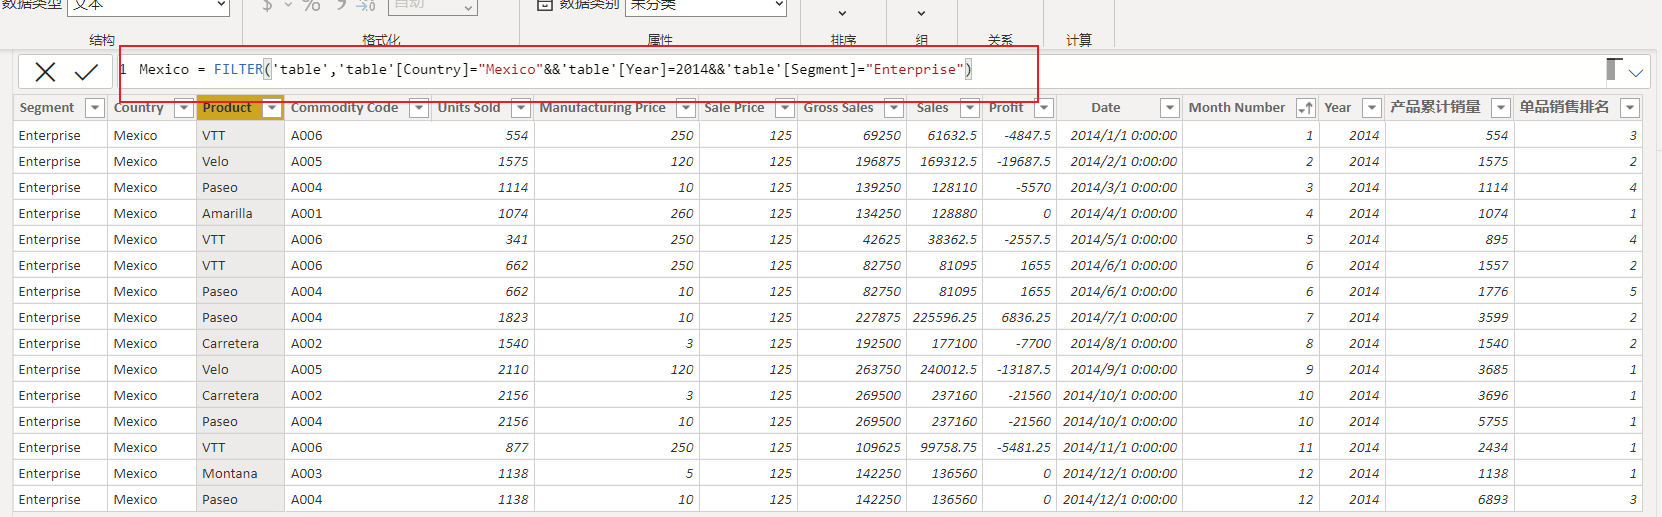 数据类型 文本 $ % 自动 数据类别 未分类
结构 格式化 属性 排序 组 关系 计算
1 Mexico = FILTER('table','table'[Country]="Mexico"&&'table'[Year]=2014&&'table'[Segment]="Enterprise")
Segment Country Product Commodity Code Units Sold Manufacturing Price Sale Price Gross Sales Sales Profit Date Month Number Year 产品累计销量 单品销售排名
Enterprise Mexico VTT A006 554 250 125 69250 61632.5 -4847.5 2014/1/1 0:00:00 1 2014 554 3
Enterprise Mexico Velo A005 1575 120 125 196875 169312.5 -19687.5 2014/2/1 0:00:00 2 2014 1575 2
Enterprise Mexico Paseo A004 1114 10 125 139250 128110 -5570 2014/3/1 0:00:00 3 2014 1114 4
Enterprise Mexico Amarilla A001 1074 260 125 134250 128880 0 2014/4/1 0:00:00 4 2014 1074 1
Enterprise Mexico VTT A006 341 250 125 42625 38362.5 -2557.5 2014/5/1 0:00:00 5 2014 895 4
Enterprise Mexico VTT A006 662 250 125 82750 81095 1655 2014/6/1 0:00:00 6 2014 1557 2
Enterprise Mexico Paseo A004 662 10 125 82750 81095 1655 2014/6/1 0:00:00 6 2014 1776 5
Enterprise Mexico Paseo A004 1823 10 125 227875 225596.25 6836.25 2014/7/1 0:00:00 7 2014 3599 2
Enterprise Mexico Carretera A002 1540 3 125 192500 177100 -7700 2014/8/1 0:00:00 8 2014 1540 2
Enterprise Mexico Velo A005 2110 120 125 263750 240012.5 -13187.5 2014/9/1 0:00:00 9 2014 3685 1
Enterprise Mexico Carretera A002 2156 3 125 269500 237160 -21560 2014/10/1 0:00:00 10 2014 3696 1
Enterprise Mexico Paseo A004 2156 10 125 269500 237160 -21560 2014/10/1 0:00:00 10 2014 5755 1
Enterprise Mexico VTT A006 877 250 125 109625 99758.75 -5481.25 2014/11/1 0:00:00 11 2014 2434 1
Enterprise Mexico Montana A003 1138 5 125 142250 136560 0 2014/12/1 0:00:00 12 2014 1138 1
Enterprise Mexico Paseo A004 1138 10 125 142250 136560 0 2014/12/1 0:00:00 12 2014 6893 3